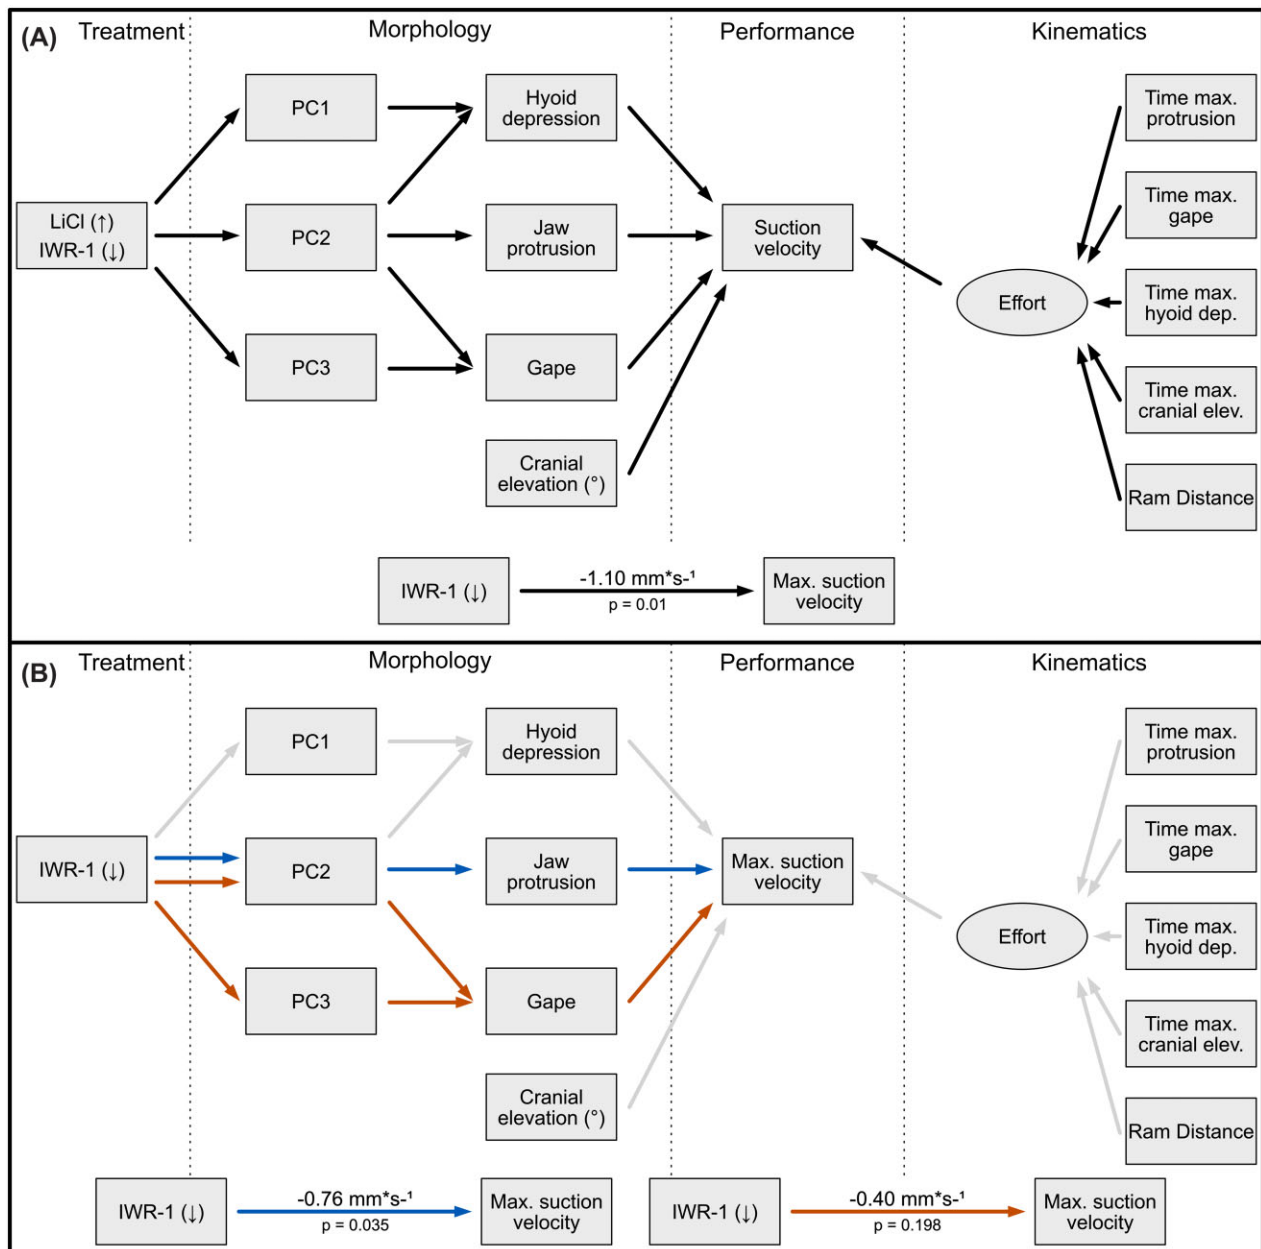 (A)
Treatment
Morphology
Performance
Kinematics
PC1
Hyoid
depression
Time max.
protrusion
LiCl (↑)
IWR-1 (↓)
PC2
Jaw
protrusion
Suction
velocity
Time max.
gape
Effort
Time max.
hyoid dep.
PC3
Gape
Time max.
cranial elev.
Cranial
elevation (°)
Ram Distance
IWR-1 (↓)
-1.10 mm*s-¹
p = 0.01
Max. suction
velocity
(B)
Treatment
Morphology
Performance
Kinematics
PC1
Hyoid
depression
Time max.
protrusion
IWR-1 (↓)
PC2
Jaw
protrusion
Max. suction
velocity
Time max.
gape
Effort
Time max.
hyoid dep.
PC3
Gape
Time max.
cranial elev.
Cranial
elevation (°)
Ram Distance
IWR-1 (↓)
-0.76 mm*s-¹
p = 0.035
Max. suction
velocity
IWR-1 (↓)
-0.40 mm*s-¹
p = 0.198
Max. suction
velocity